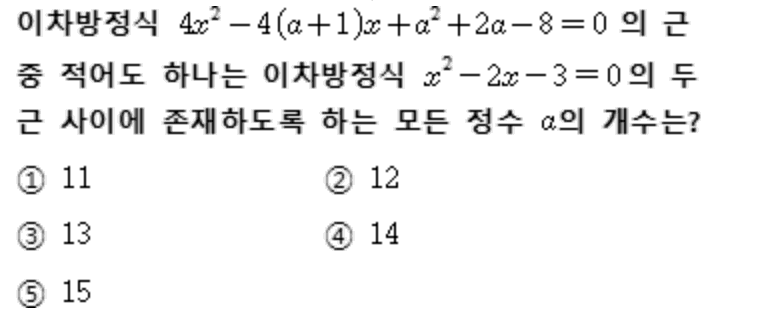 이차방정식 4x² − 4(a+1)x + a² + 2a − 8 = 0 의 근
중 적어도 하나는 이차방정식 x² − 2x − 3 = 0 의 두
근 사이에 존재하도록 하는 모든 정수 a의 개수는?
① 11 ② 12
③ 13 ④ 14
⑤ 15